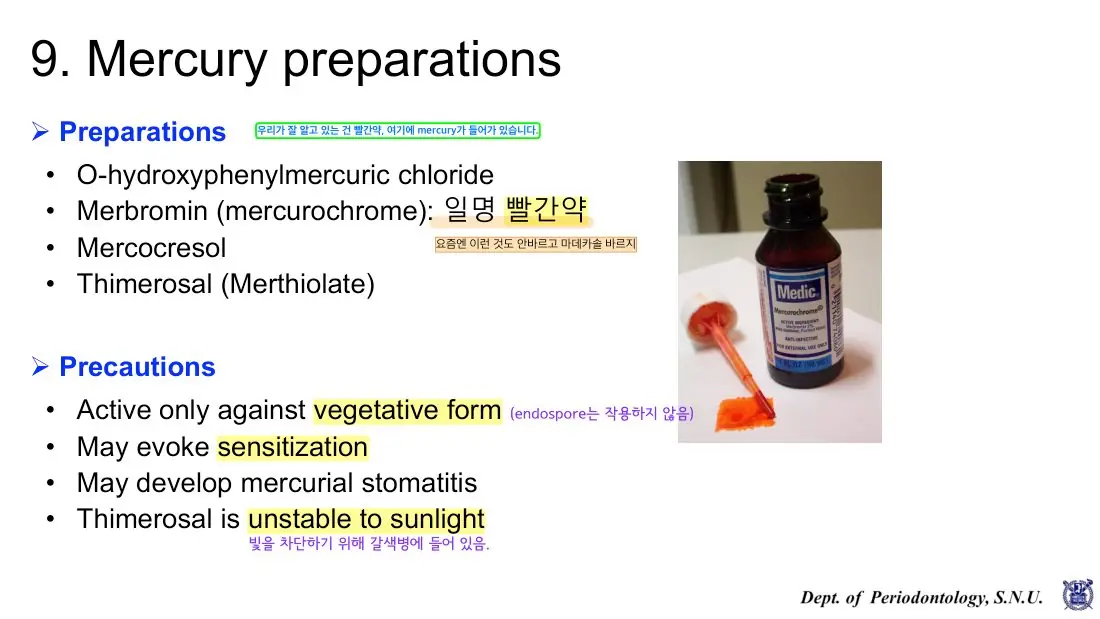 9. Mercury preparations
➢ Preparations
우리가 잘 알고 있는 건 빨간약, 여기에 mercury가 들어가 있습니다.
• O-hydroxyphenylmercuric chloride
• Merbromin (mercurochrome): 일명 빨간약
요즘엔 이런 것도 안바르고 마데카솔 바르지
• Mercocresol
• Thimerosal (Merthiolate)
Medic
Mercurochrome®
ANTI-INFECTIVE
FOR EXTERNAL USE ONLY
➢ Precautions
• Active only against vegetative form (endospore는 작용하지 않음)
• May evoke sensitization
• May develop mercurial stomatitis
• Thimerosal is unstable to sunlight
빛을 차단하기 위해 갈색병에 들어 있음.
Dept. of Periodontology, S.N.U.